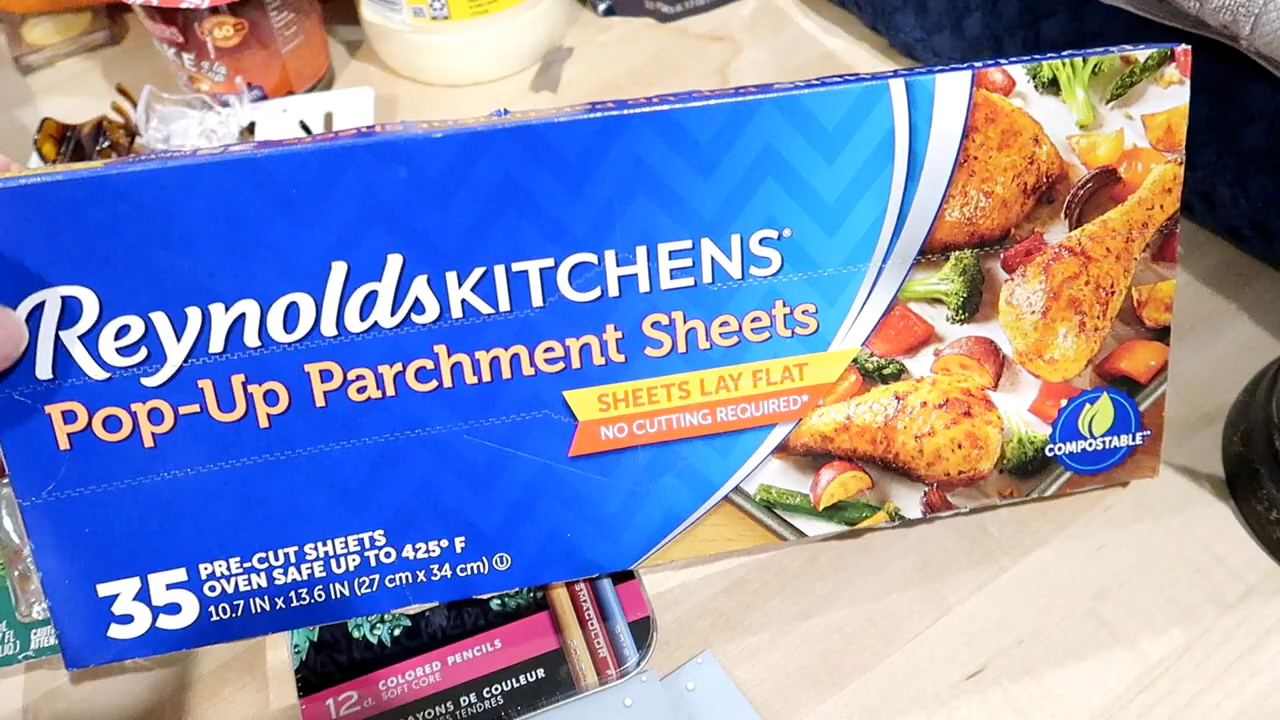 60
ReynoldsKITCHENS®
Pop-Up Parchment Sheets
SHEETS LAY FLAT
NO CUTTING REQUIRED*
COMPOSTABLE**
35 PRE-CUT SHEETS
OVEN SAFE UP TO 425° F
10.7 IN x 13.6 IN (27 cm x 34 cm) U
12 ct. COLORED PENCILS
SOFT CORE
CRAYONS DE COULEUR
TENDRES